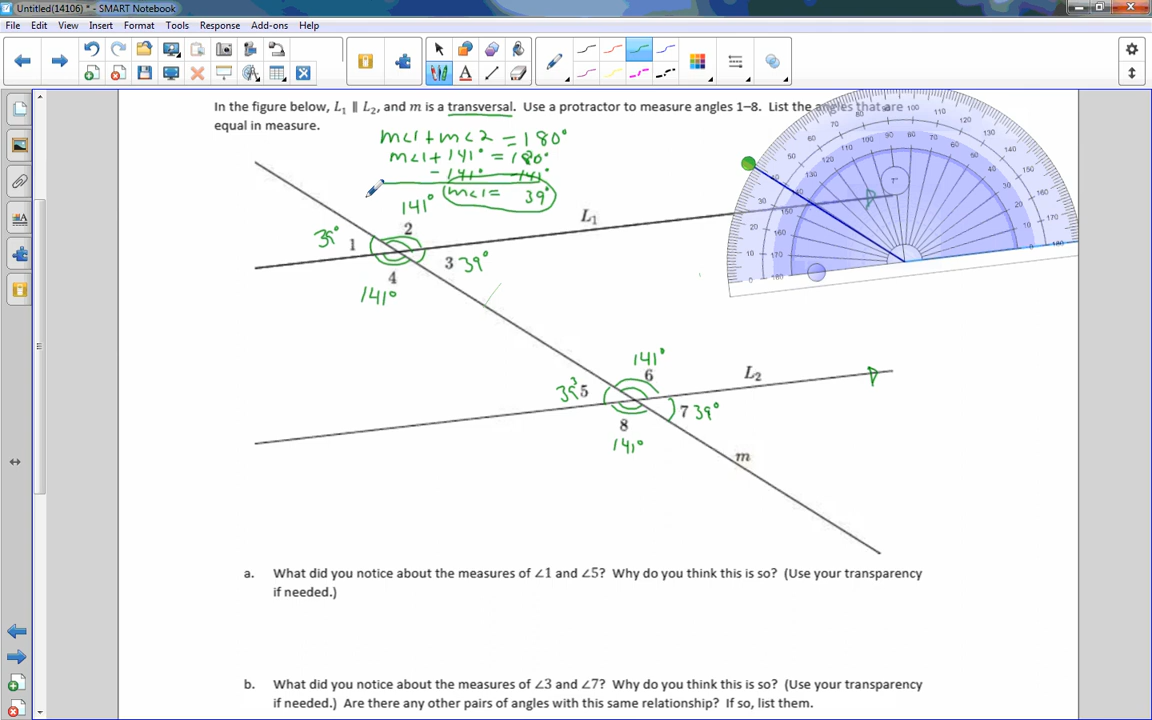 Untitled(14106) * - SMART Notebook
File Edit View Insert Format Tools Response Add-ons Help
In the figure below, L₁ ∥ L₂, and m is a transversal. Use a protractor to measure angles 1–8. List the angles that are
equal in measure.
m∠1 + m∠2 = 180°
m∠1 + 141° = 180°
- 141° -141°
m∠1 = 39°
141°
L₁
39° 1 2
3 39°
4
141°
141°
6
L₂
39° 5
7 39°
8
141°
m
a. What did you notice about the measures of ∠1 and ∠5? Why do you think this is so? (Use your transparency
if needed.)
b. What did you notice about the measures of ∠3 and ∠7? Why do you think this is so? (Use your transparency
if needed.) Are there any other pairs of angles with this same relationship? If so, list them.